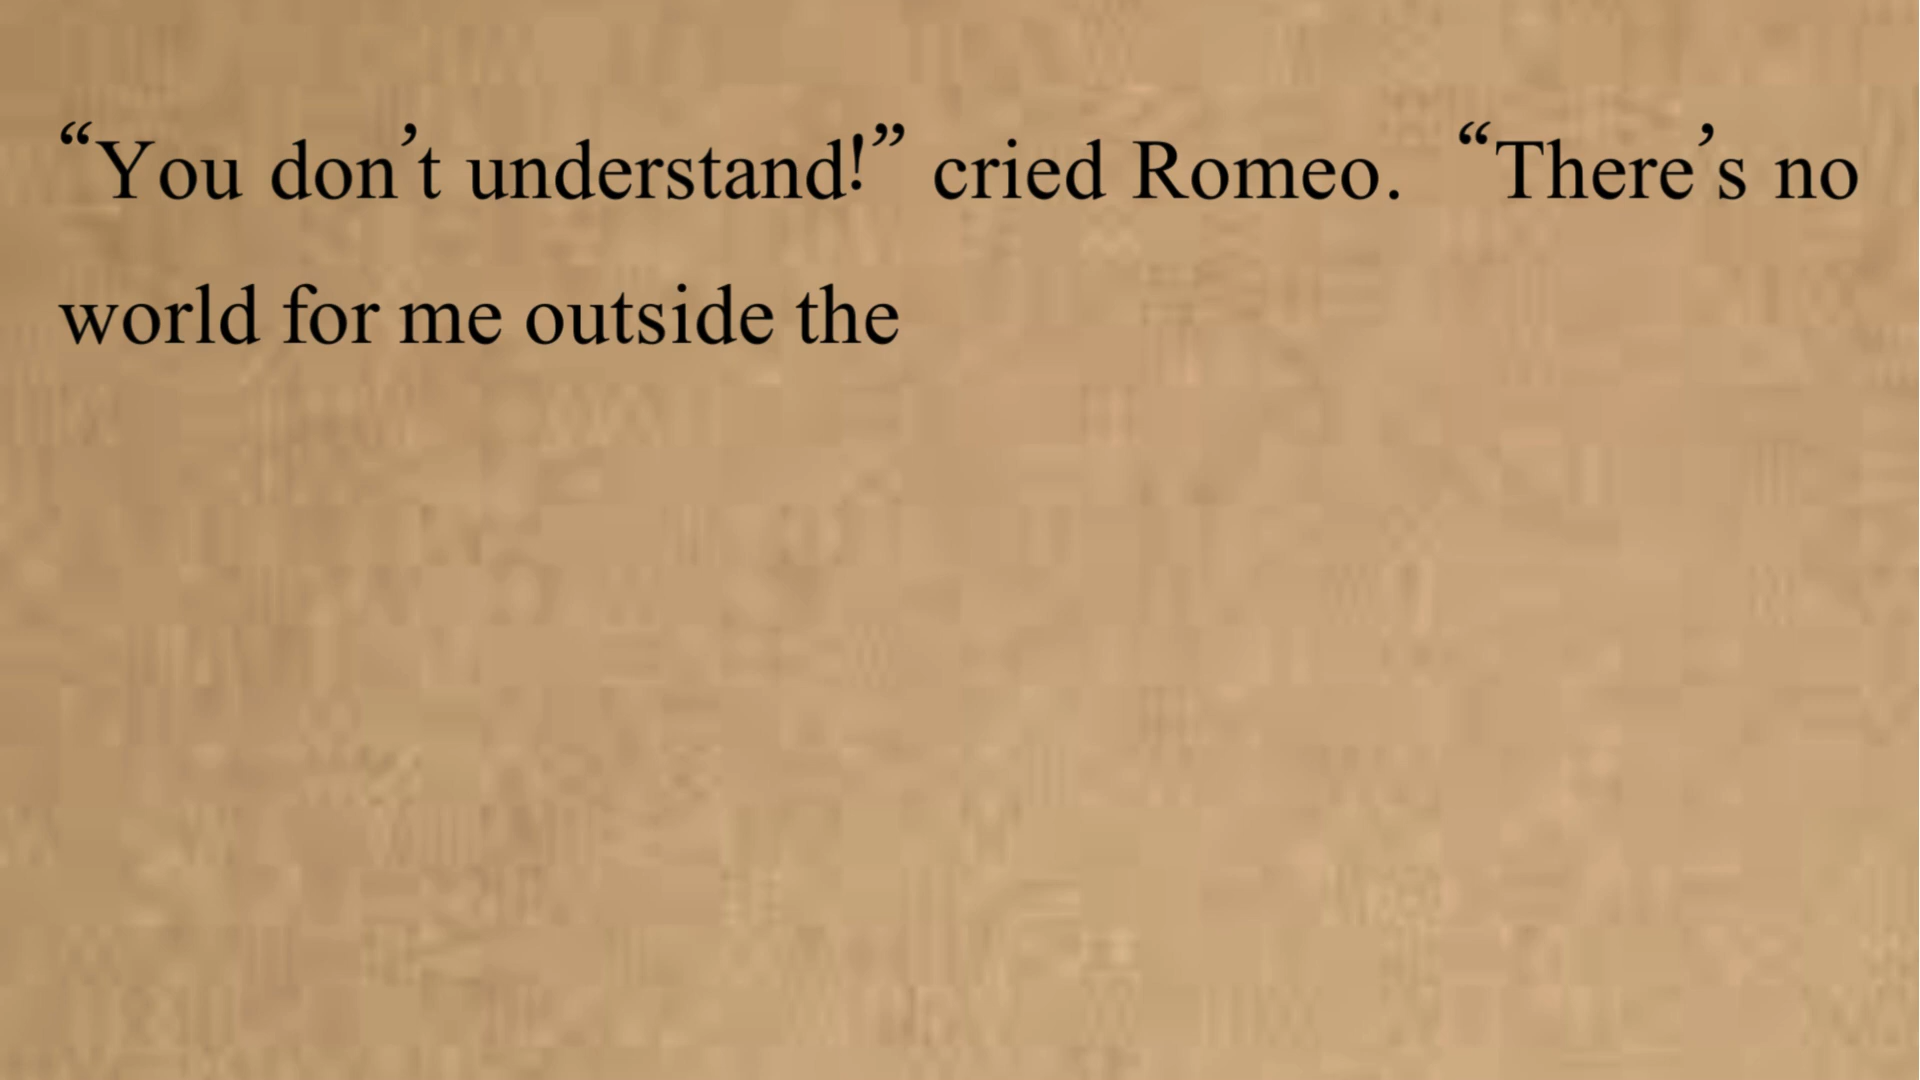 “You don’t understand!” cried Romeo.  “There’s no
world for me outside the